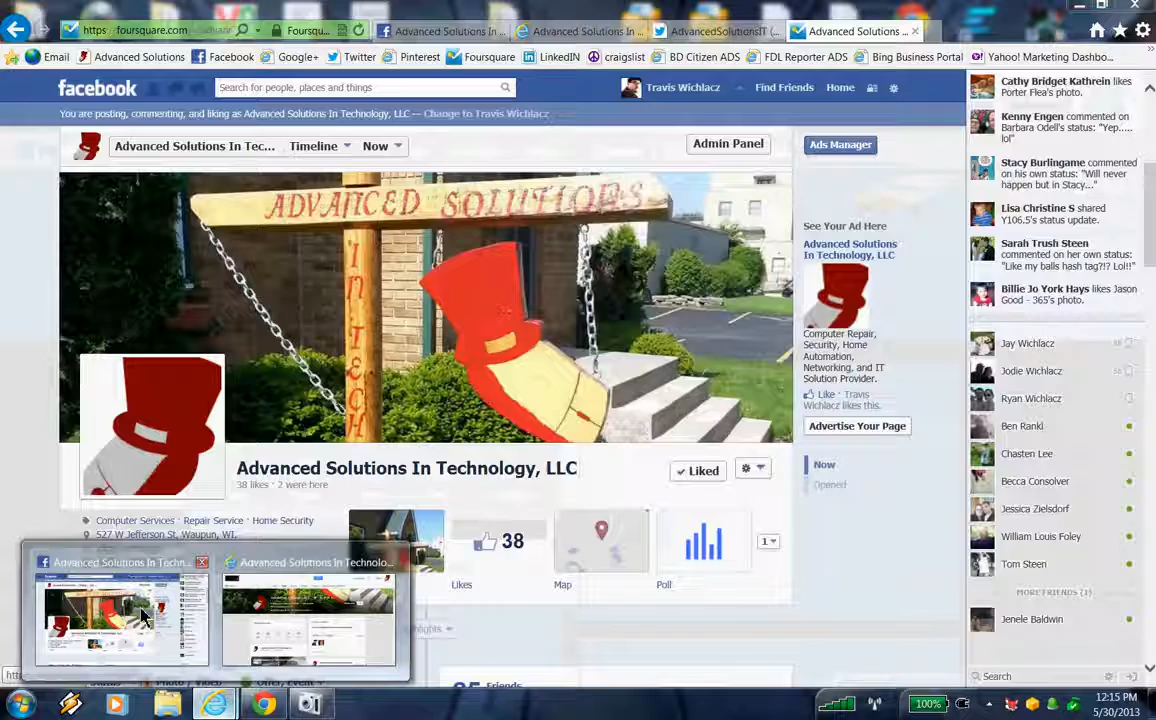 https://foursquare.com
Foursqu...
Advanced Solutions In ...
Advanced Solutions In ...
AdvancedSolutionsIT (...
Advanced Solutions ...
Email
Advanced Solutions
Facebook
Google+
Twitter
Pinterest
Foursquare
LinkedIN
craigslist
BD Citizen ADS
FDL Reporter ADS
Bing Business Portal
Yahoo! Marketing Dashbo...
facebook
Search for people, places and things
Travis Wichlacz
Find Friends
Home
You are posting, commenting, and liking as Advanced Solutions In Technology, LLC — Change to Travis Wichlacz
Advanced Solutions In Tec...
Timeline
Now
Admin Panel
Ads Manager
ADVANCED SOLUTIONS
IN TECH
See Your Ad Here
Advanced Solutions
In Technology, LLC
Computer Repair,
Security, Home
Automation,
Networking, and IT
Solution Provider.
Like · Travis
Wichlacz likes this.
Advertise Your Page
Now
Opened
Advanced Solutions In Technology, LLC
38 likes · 2 were here
Liked
Computer Services · Repair Service · Home Security
527 W Jefferson St, Waupun, WI.
38
Likes
Map
Poll
1
Advanced Solutions In Techn...
Advanced Solutions In Technolo...
Friends
Cathy Bridget Kathrein likes
Porter Flea's photo.
Kenny Engen commented on
Barbara Odell's status: "Yep.....
lol"
Stacy Burlingame commented
on his own status: "Will never
happen but in Stacy..."
Lisa Christine S shared
Y106.5's status update.
Sarah Trush Steen
commented on her own status:
"Like my balls hash tag?!? Lol!!"
Billie Jo York Hays likes Jason
Good - 365's photo.
Jay Wichlacz
Jodie Wichlacz
Ryan Wichlacz
Ben Rankl
Chasten Lee
Becca Consolver
Jessica Zielsdorf
William Louis Foley
Tom Steen
MORE FRIENDS (1)
Jenele Baldwin
Search
100%
12:15 PM
5/30/2013